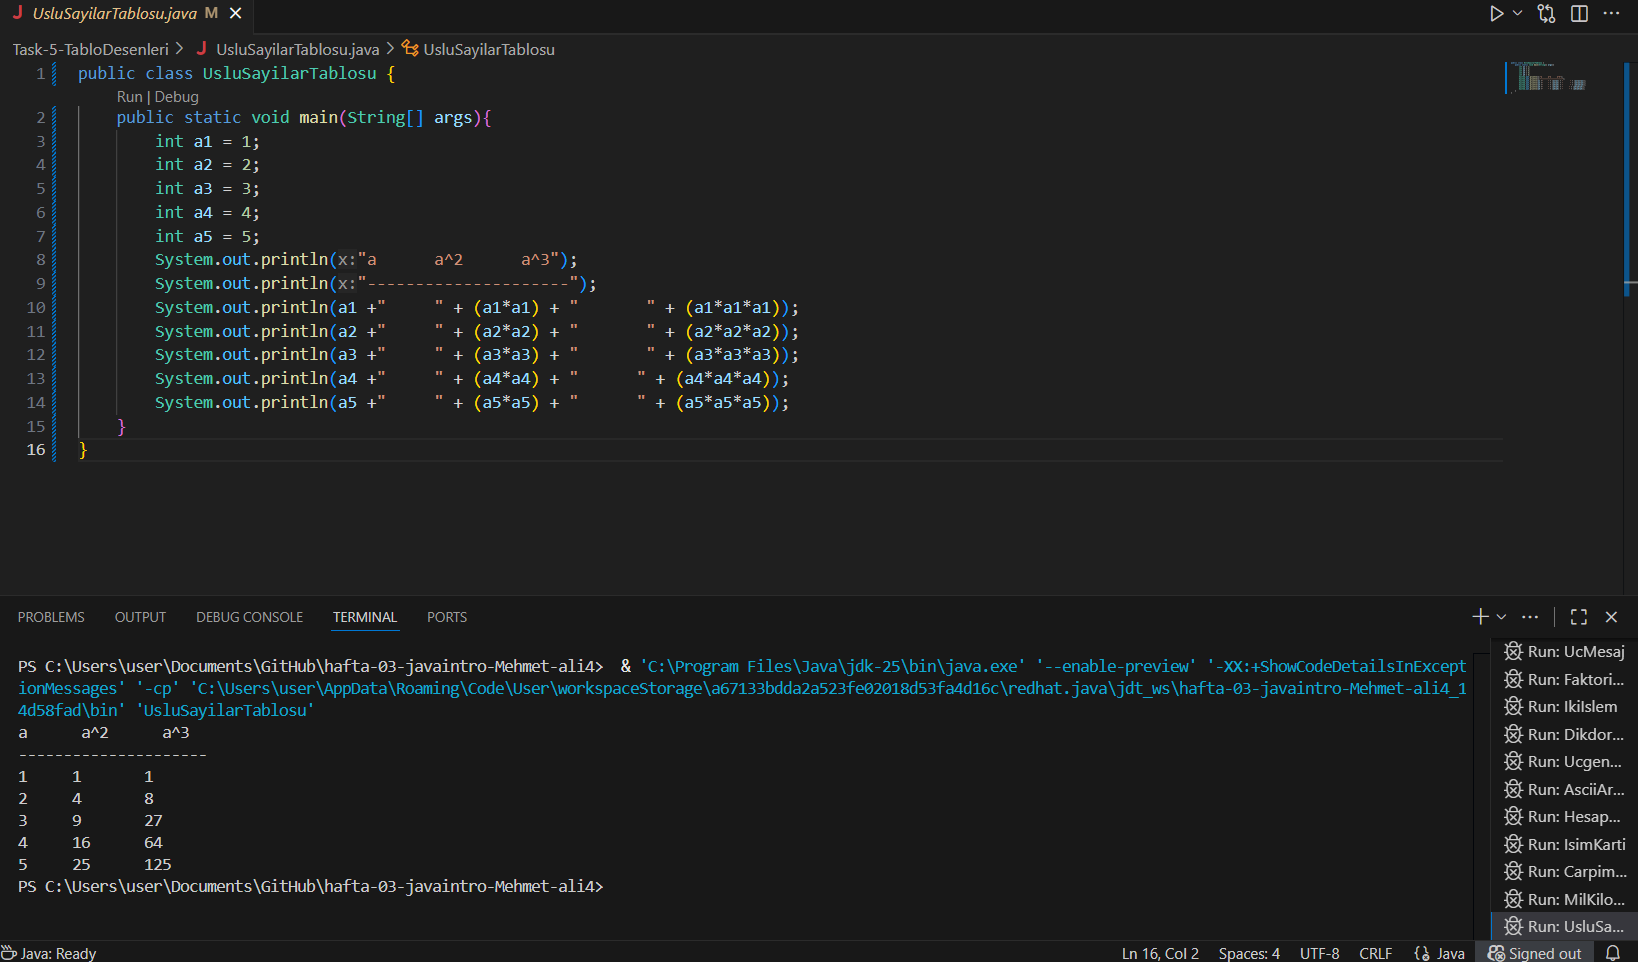 UsluSayilarTablosu.java M
Task-5-TabloDesenleri > UsluSayilarTablosu.java > UsluSayilarTablosu
1 public class UsluSayilarTablosu {
Run | Debug
2     public static void main(String[] args){
3         int a1 = 1;
4         int a2 = 2;
5         int a3 = 3;
6         int a4 = 4;
7         int a5 = 5;
8         System.out.println(x:"a      a^2      a^3");
9         System.out.println(x:"---------------------");
10         System.out.println(a1 +"     " + (a1*a1) + "       " + (a1*a1*a1));
11         System.out.println(a2 +"     " + (a2*a2) + "       " + (a2*a2*a2));
12         System.out.println(a3 +"     " + (a3*a3) + "       " + (a3*a3*a3));
13         System.out.println(a4 +"     " + (a4*a4) + "      " + (a4*a4*a4));
14         System.out.println(a5 +"     " + (a5*a5) + "      " + (a5*a5*a5));
15     }
16 }
PROBLEMS OUTPUT DEBUG CONSOLE TERMINAL PORTS
PS C:\Users\user\Documents\GitHub\hafta-03-javaintro-Mehmet-ali4>  & 'C:\Program Files\Java\jdk-25\bin\java.exe' '--enable-preview' '-XX:+ShowCodeDetailsInExcept
ionMessages' '-cp' 'C:\Users\user\AppData\Roaming\Code\User\workspaceStorage\a67133bdda2a523fe02018d53fa4d16c\redhat.java\jdt_ws\hafta-03-javaintro-Mehmet-ali4_1
4d58fad\bin' 'UsluSayilarTablosu'
a      a^2      a^3
---------------------
1     1       1
2     4       8
3     9       27
4     16      64
5     25      125
PS C:\Users\user\Documents\GitHub\hafta-03-javaintro-Mehmet-ali4>
Run: UcMesaj
Run: Faktori...
Run: IkiIslem
Run: Dikdor...
Run: Ucgen...
Run: AsciiAr...
Run: Hesap...
Run: IsimKarti
Run: Carpim...
Run: MilKilo...
Run: UsluSa...
Java: Ready
Ln 16, Col 2 Spaces: 4 UTF-8 CRLF {} Java Signed out